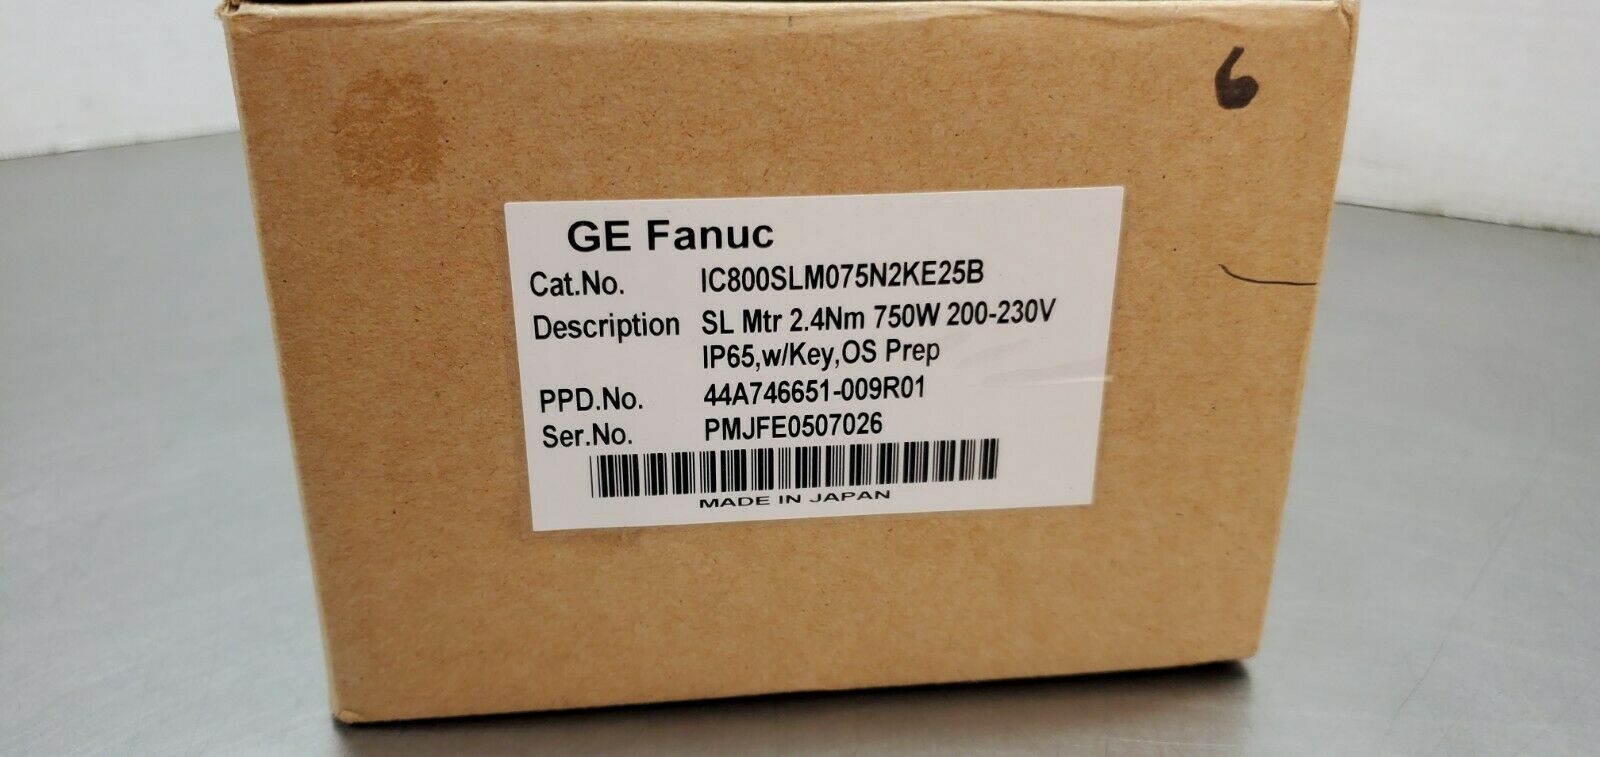 6
GE Fanuc
Cat.No. IC800SLM075N2KE25B
Description SL Mtr 2.4Nm 750W 200-230V
IP65,w/Key,OS Prep
PPD.No. 44A746651-009R01
Ser.No. PMJFE0507026
MADE IN JAPAN